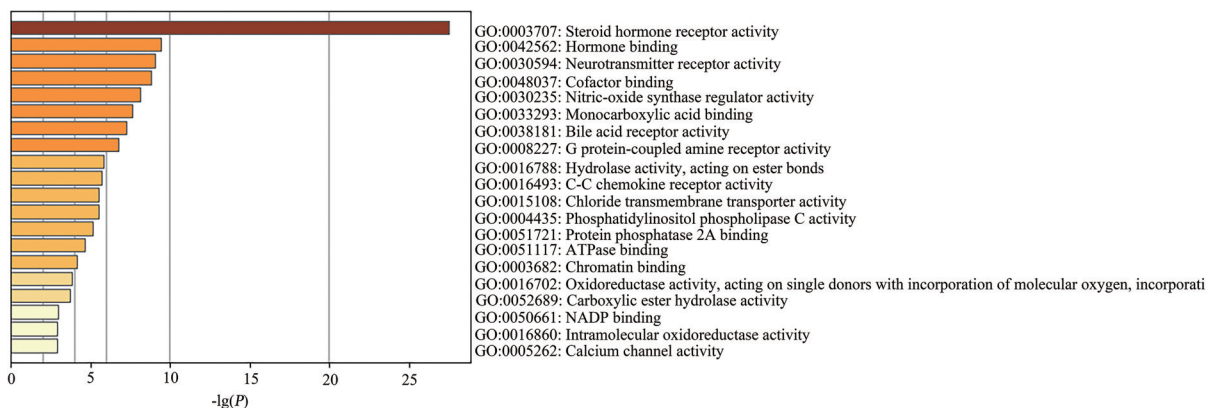 GO:0003707: Steroid hormone receptor activity
GO:0042562: Hormone binding
GO:0030594: Neurotransmitter receptor activity
GO:0048037: Cofactor binding
GO:0030235: Nitric-oxide synthase regulator activity
GO:0033293: Monocarboxylic acid binding
GO:0038181: Bile acid receptor activity
GO:0008227: G protein-coupled amine receptor activity
GO:0016788: Hydrolase activity, acting on ester bonds
GO:0016493: C-C chemokine receptor activity
GO:0015108: Chloride transmembrane transporter activity
GO:0004435: Phosphatidylinositol phospholipase C activity
GO:0051721: Protein phosphatase 2A binding
GO:0051117: ATPase binding
GO:0003682: Chromatin binding
GO:0016702: Oxidoreductase activity, acting on single donors with incorporation of molecular oxygen, incorporati
GO:0052689: Carboxylic ester hydrolase activity
GO:0050661: NADP binding
GO:0016860: Intramolecular oxidoreductase activity
GO:0005262: Calcium channel activity
0 5 10 15 20 25
-lg(P)